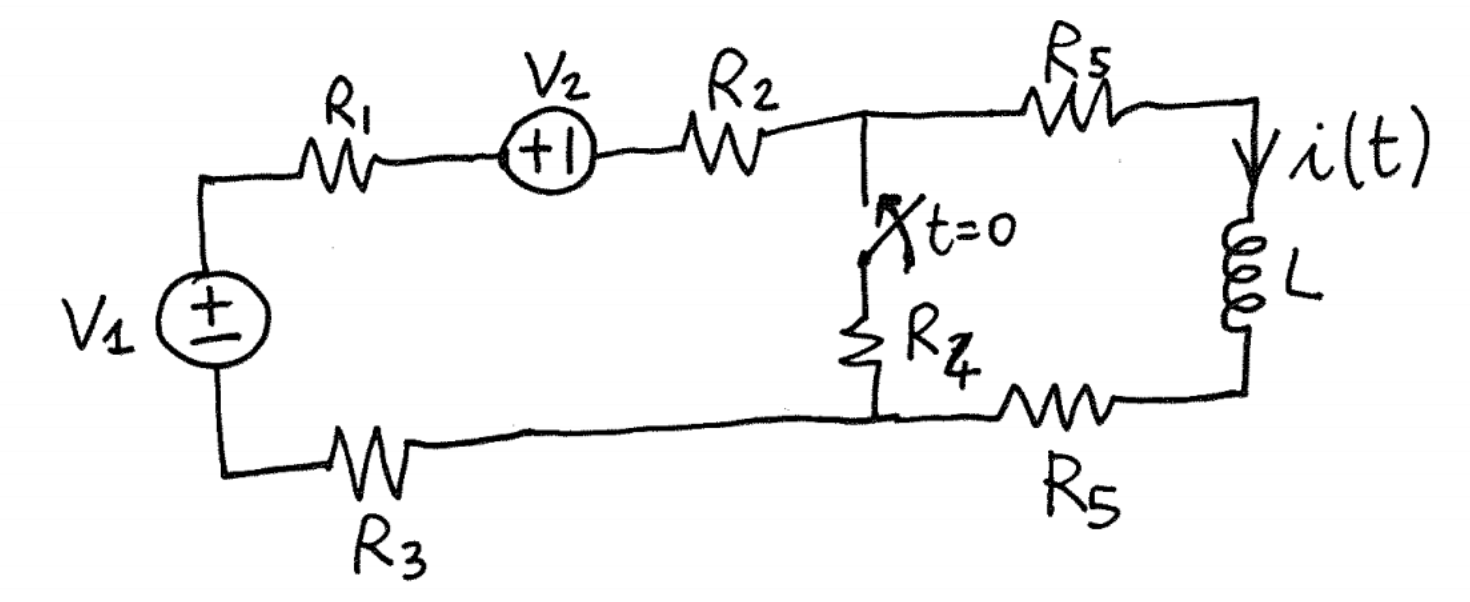 R5
V2
R2
R1
i(t)
t=0
+|
L
V1
+
−
R4
R5
R3